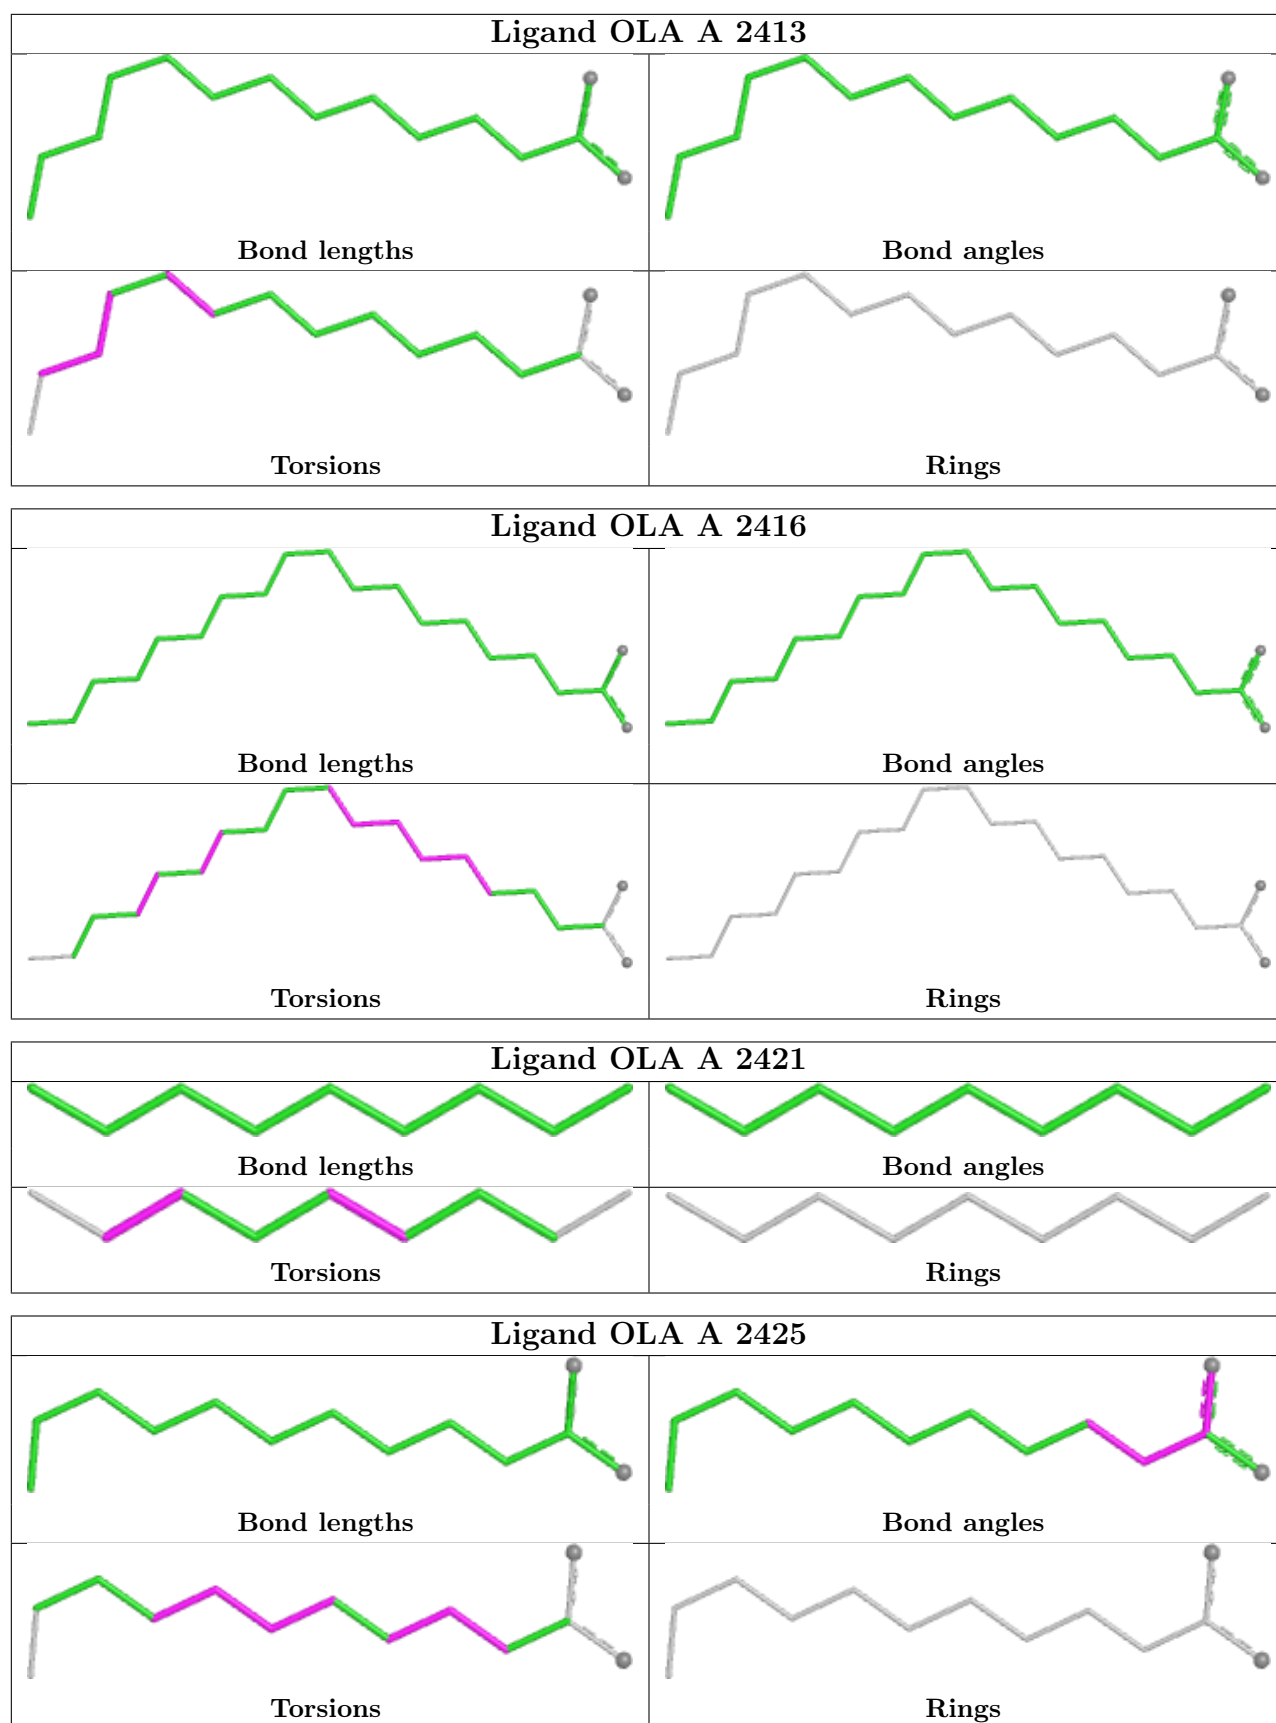 Ligand OLA A 2413
Bond lengths
Bond angles
Torsions
Rings
Ligand OLA A 2416
Bond lengths
Bond angles
Torsions
Rings
Ligand OLA A 2421
Bond lengths
Bond angles
Torsions
Rings
Ligand OLA A 2425
Bond lengths
Bond angles
Torsions
Rings